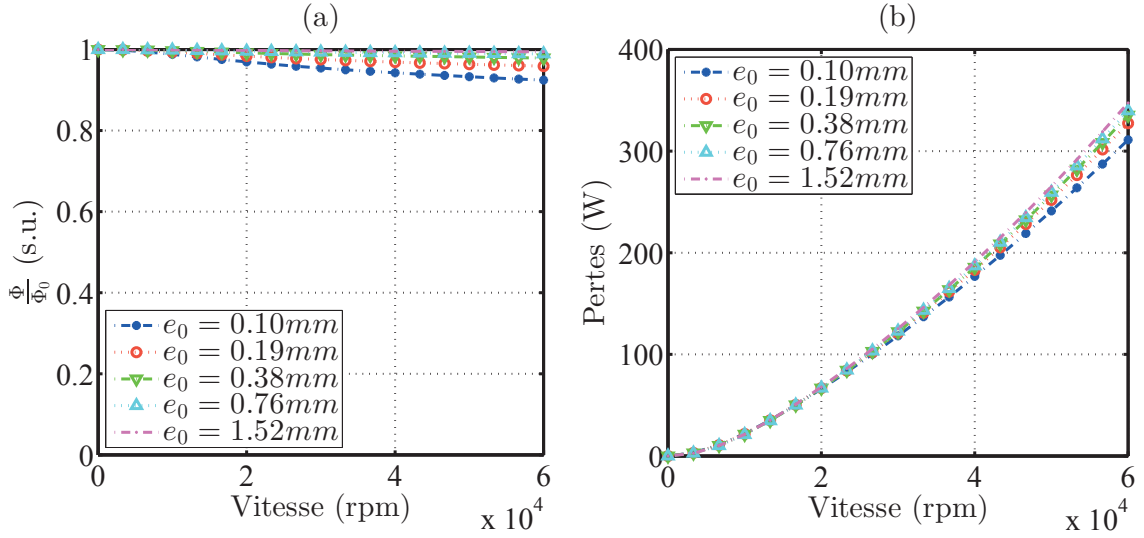 (a)
1
0.8
0.6
0.4
0.2
0
Φ/Φ₀ (s.u.)
e₀ = 0.10mm
e₀ = 0.19mm
e₀ = 0.38mm
e₀ = 0.76mm
e₀ = 1.52mm
0 2 4 6
x 10⁴
Vitesse (rpm)
(b)
400
300
200
100
0
Pertes (W)
e₀ = 0.10mm
e₀ = 0.19mm
e₀ = 0.38mm
e₀ = 0.76mm
e₀ = 1.52mm
0 2 4 6
x 10⁴
Vitesse (rpm)